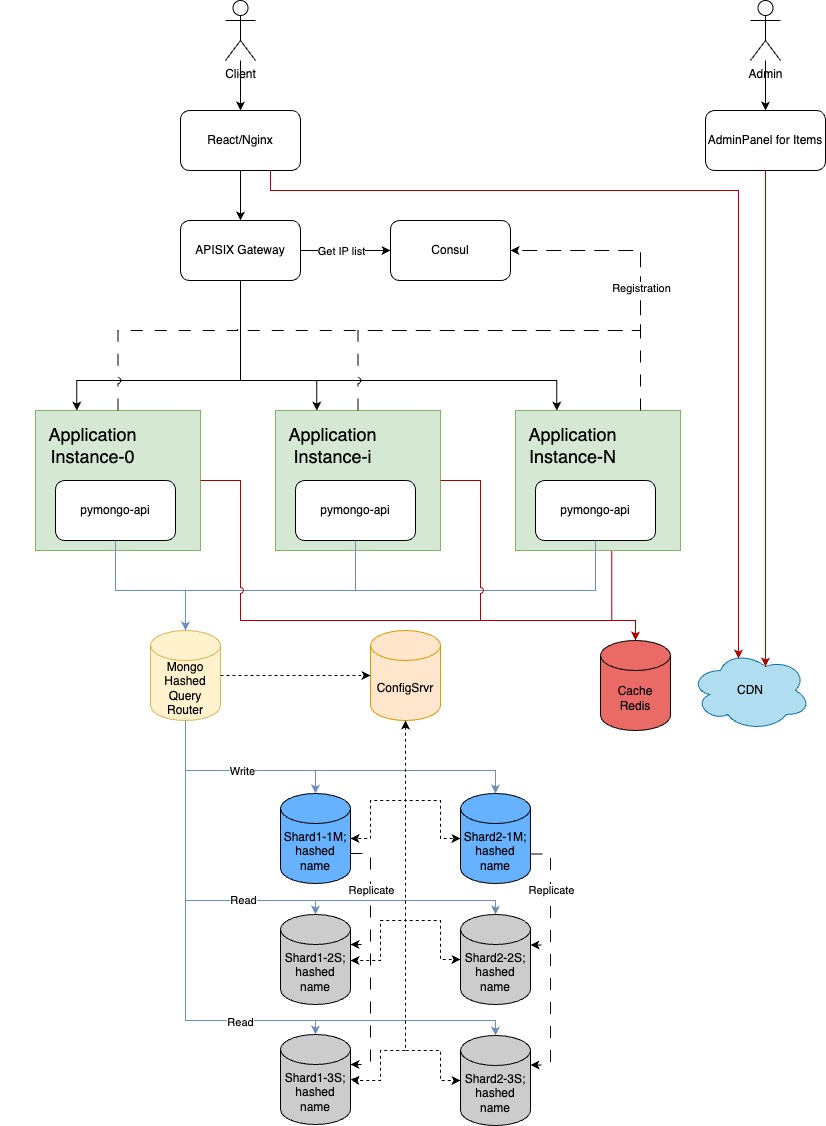 Client
Admin
React/Nginx
AdminPanel for Items
APISIX Gateway
Get IP list
Consul
Registration
Application
Instance-0
Application
Instance-i
Application
Instance-N
pymongo-api
pymongo-api
pymongo-api
Mongo
Hashed
Query
Router
ConfigSrvr
Cache
Redis
CDN
Write
Shard1-1M;
hashed
name
Shard2-1M;
hashed
name
Replicate
Replicate
Read
Shard1-2S;
hashed
name
Shard2-2S;
hashed
name
Read
Shard1-3S;
hashed
name
Shard2-3S;
hashed
name